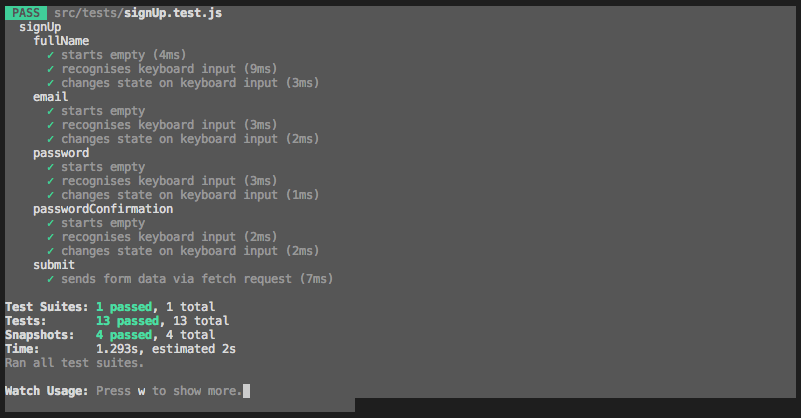 PASS src/tests/signUp.test.js
signUp
fullName
✓ starts empty (4ms)
✓ recognises keyboard input (9ms)
✓ changes state on keyboard input (3ms)
email
✓ starts empty
✓ recognises keyboard input (3ms)
✓ changes state on keyboard input (2ms)
password
✓ starts empty
✓ recognises keyboard input (3ms)
✓ changes state on keyboard input (1ms)
passwordConfirmation
✓ starts empty
✓ recognises keyboard input (2ms)
✓ changes state on keyboard input (2ms)
submit
✓ sends form data via fetch request (7ms)
Test Suites: 1 passed, 1 total
Tests: 13 passed, 13 total
Snapshots: 4 passed, 4 total
Time: 1.293s, estimated 2s
Ran all test suites.
Watch Usage: Press w to show more.